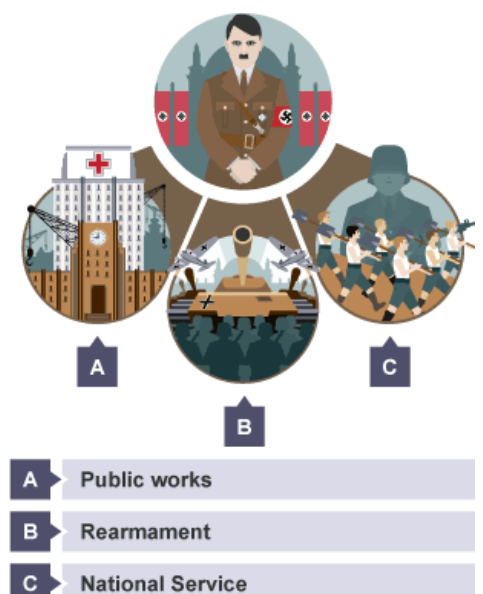 A
C
B
A Public works
B Rearmament
C National Service